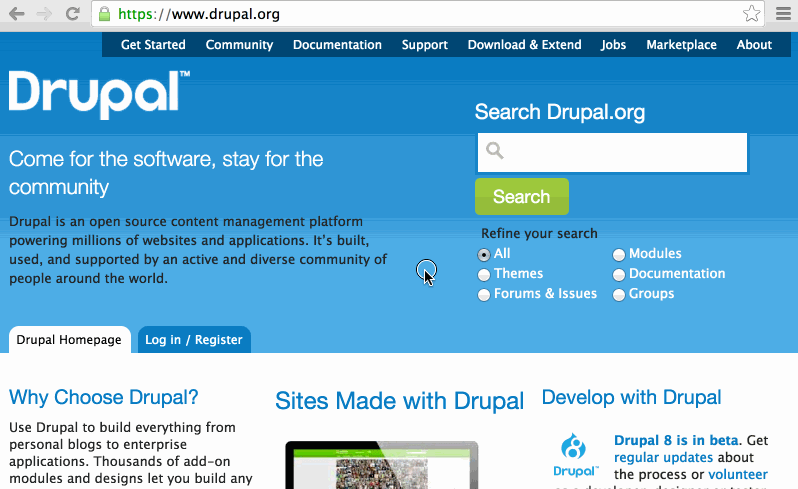 https://www.drupal.org
Get Started Community Documentation Support Download & Extend Jobs Marketplace About
Drupal™
Search Drupal.org
Come for the software, stay for the
community
Search
Drupal is an open source content management platform
powering millions of websites and applications. It's built,
used, and supported by an active and diverse community of
people around the world.
Refine your search
All Modules
Themes Documentation
Forums & Issues Groups
Drupal Homepage Log in / Register
Why Choose Drupal?
Use Drupal to build everything from
personal blogs to enterprise
applications. Thousands of add-on
modules and designs let you build any
Sites Made with Drupal
Develop with Drupal
Drupal™
Drupal 8 is in beta. Get
regular updates about
the process or volunteer